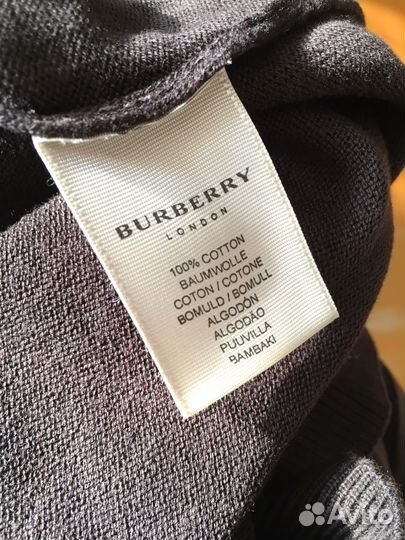 BURBERRY
LONDON
100% COTTON
BAUMWOLLE
COTON / COTONE
BOMULD / BOMULL
ALGODÓN
ALGODÃO
PUUVILLA
BAMBAKI
Avito